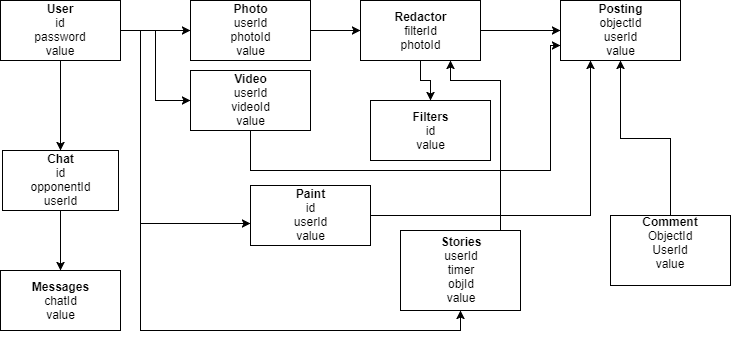 User
id
password
value
Photo
userId
photoId
value
Redactor
filterId
photoId
Posting
objectId
userId
value
Video
userId
videoId
value
Filters
id
value
Chat
id
opponentId
userId
Paint
id
userId
value
Stories
userId
timer
objId
value
Comment
ObjectId
UserId
value
Messages
chatId
value